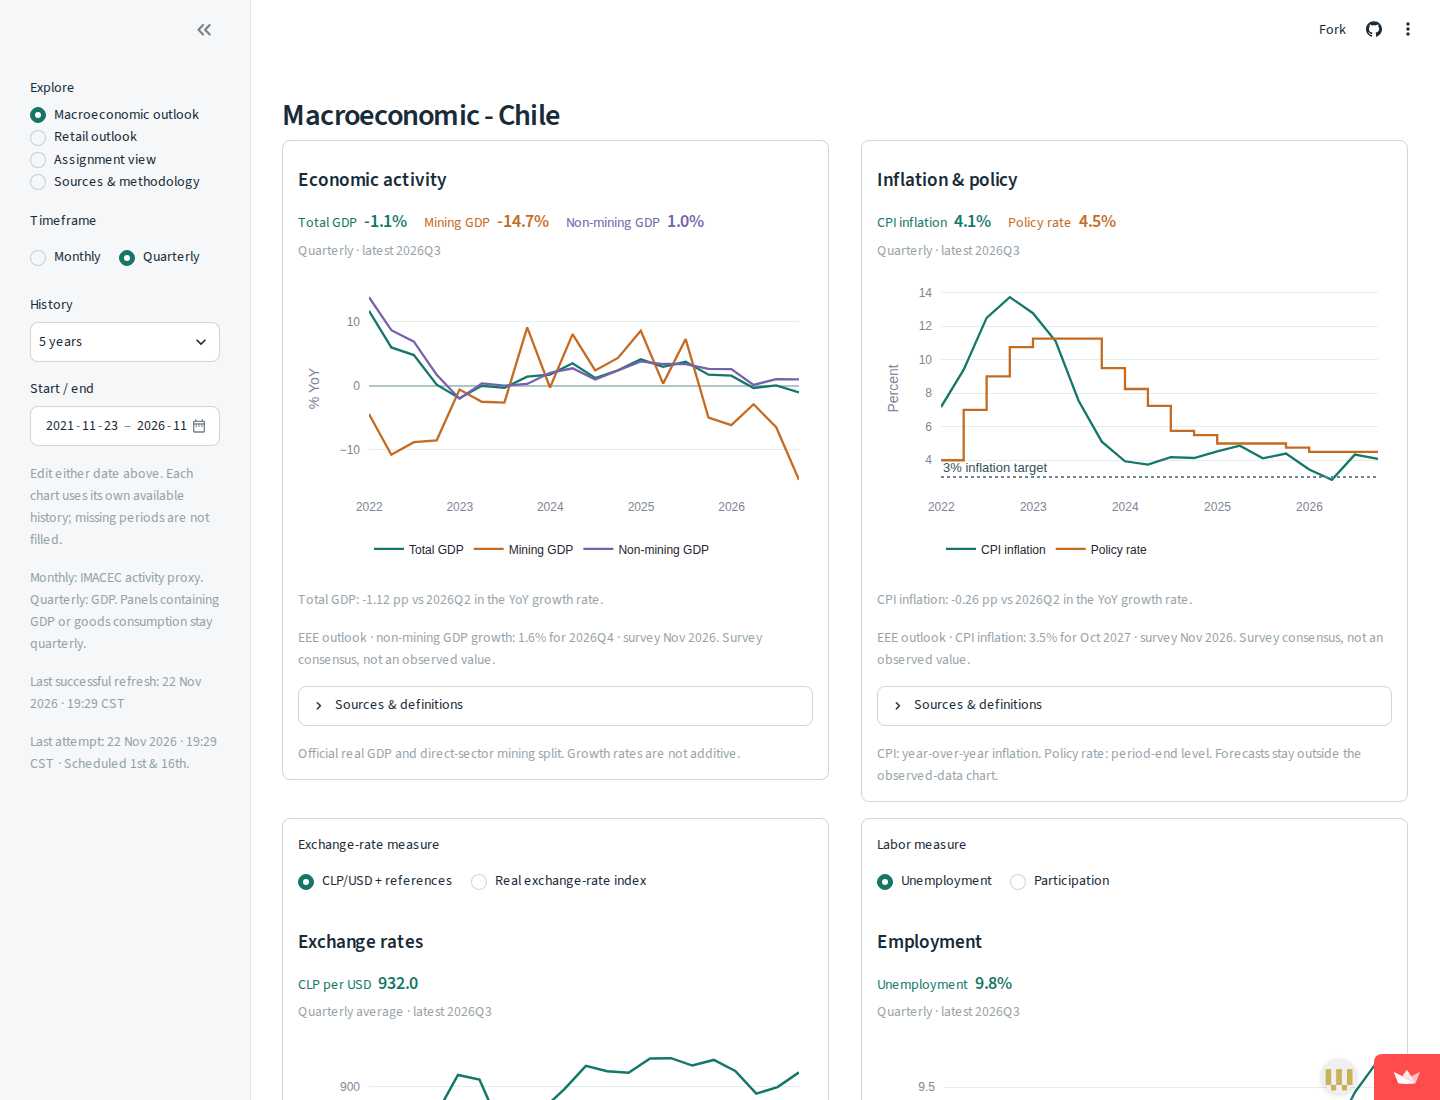 Fork
Explore
Macroeconomic outlook
Retail outlook
Assignment view
Sources & methodology
Timeframe
Monthly
Quarterly
History
5 years
Start / end
2021-11-23 – 2026-11
Edit either date above. Each
chart uses its own available
history; missing periods are not
filled.
Monthly: IMACEC activity proxy.
Quarterly: GDP. Panels containing
GDP or goods consumption stay
quarterly.
Last successful refresh: 22 Nov
2026 · 19:29 CST
Last attempt: 22 Nov 2026 · 19:29
CST · Scheduled 1st & 16th.
Macroeconomic - Chile
Economic activity
Total GDP -1.1% Mining GDP -14.7% Non-mining GDP 1.0%
Quarterly · latest 2026Q3
% YoY
10
0
−10
2022 2023 2024 2025 2026
Total GDP Mining GDP Non-mining GDP
Total GDP: -1.12 pp vs 2026Q2 in the YoY growth rate.
EEE outlook · non-mining GDP growth: 1.6% for 2026Q4 · survey Nov 2026. Survey
consensus, not an observed value.
Sources & definitions
Official real GDP and direct-sector mining split. Growth rates are not additive.
Inflation & policy
CPI inflation 4.1% Policy rate 4.5%
Quarterly · latest 2026Q3
Percent
14
12
10
8
6
4
3% inflation target
2022 2023 2024 2025 2026
CPI inflation Policy rate
CPI inflation: -0.26 pp vs 2026Q2 in the YoY growth rate.
EEE outlook · CPI inflation: 3.5% for Oct 2027 · survey Nov 2026. Survey consensus, not an
observed value.
Sources & definitions
CPI: year-over-year inflation. Policy rate: period-end level. Forecasts stay outside the
observed-data chart.
Exchange-rate measure
CLP/USD + references
Real exchange-rate index
Exchange rates
CLP per USD 932.0
Quarterly average · latest 2026Q3
900
Labor measure
Unemployment
Participation
Employment
Unemployment 9.8%
Quarterly · latest 2026Q3
9.5